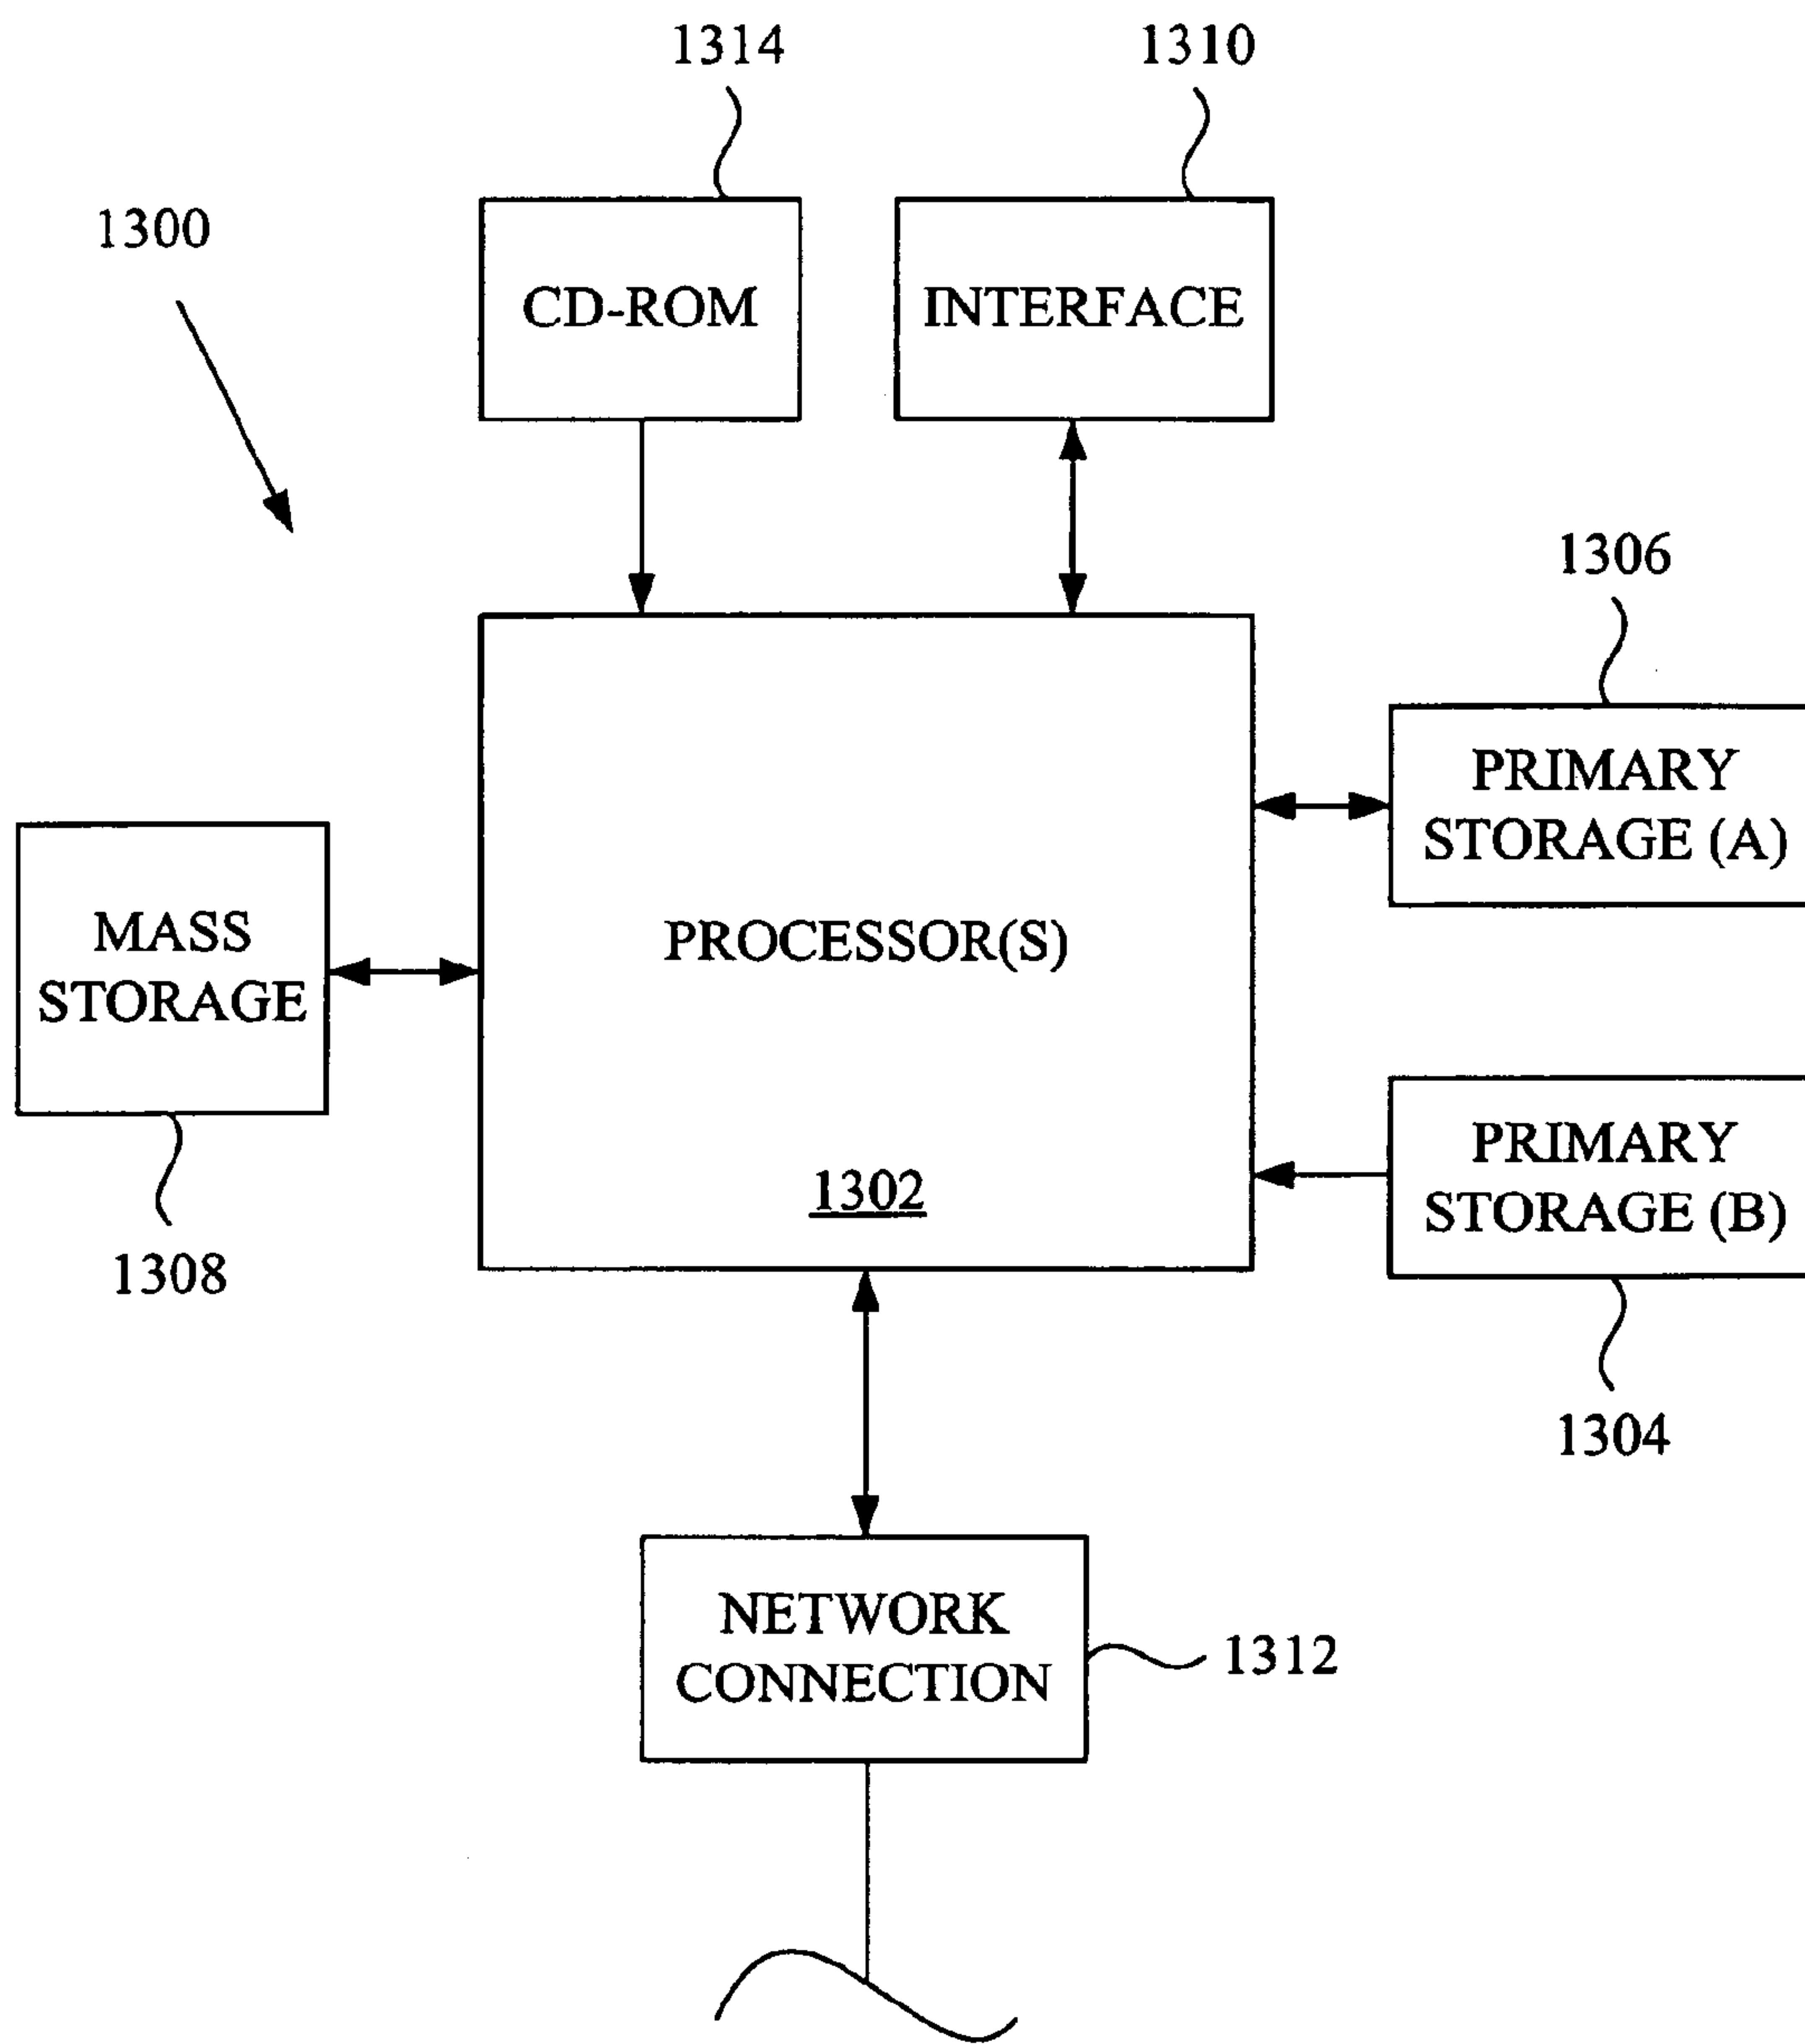 1314
1310
1300
CD-ROM
INTERFACE
1306
PRIMARY
STORAGE (A)
MASS
STORAGE
PROCESSOR(S)
PRIMARY
STORAGE (B)
1302
1308
1304
NETWORK
CONNECTION
1312